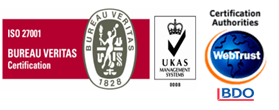 ISO 27001
BUREAU VERITAS
Certification
BUREAU VERITAS
1828
UKAS
MANAGEMENT
SYSTEMS
0008
Certification
Authorities
WebTrust
BDO